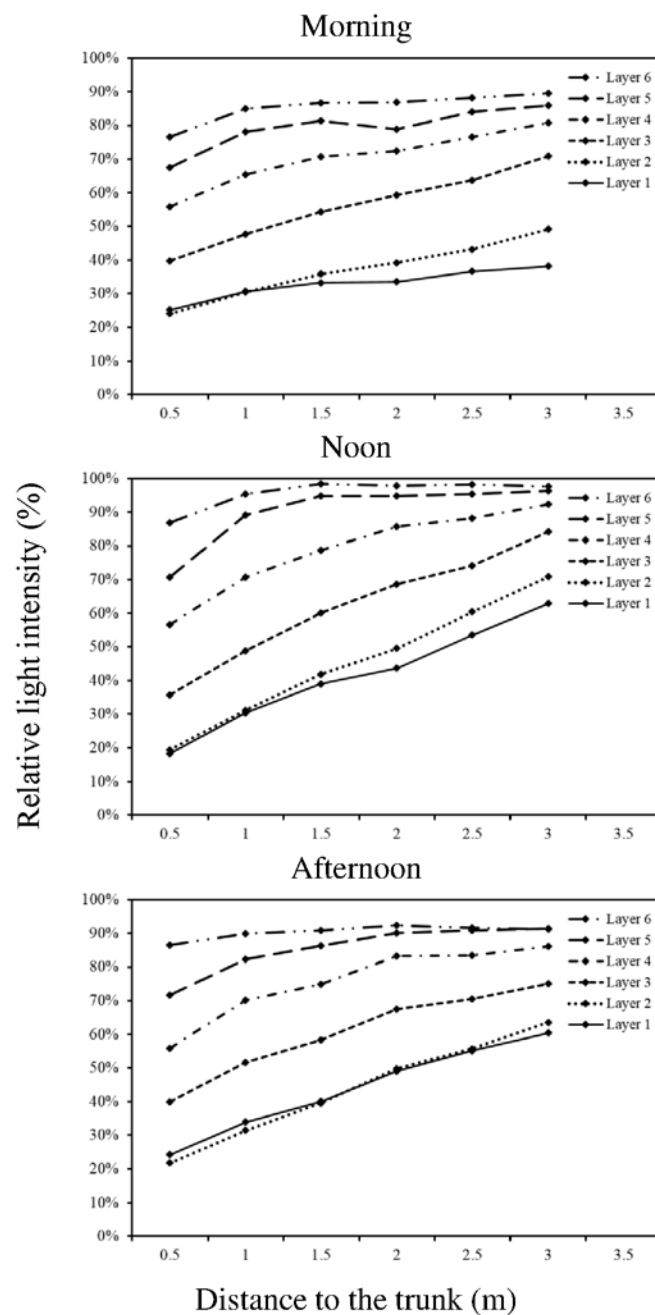 Morning
100%
90%
80%
70%
60%
50%
40%
30%
20%
10%
0%
Layer 6
Layer 5
Layer 4
Layer 3
Layer 2
Layer 1
0.5 1 1.5 2 2.5 3 3.5
Noon
100%
90%
80%
70%
60%
50%
40%
30%
20%
10%
0%
Layer 6
Layer 5
Layer 4
Layer 3
Layer 2
Layer 1
0.5 1 1.5 2 2.5 3 3.5
Relative light intensity (%)
Afternoon
100%
90%
80%
70%
60%
50%
40%
30%
20%
10%
0%
Layer 6
Layer 5
Layer 4
Layer 3
Layer 2
Layer 1
0.5 1 1.5 2 2.5 3 3.5
Distance to the trunk (m)